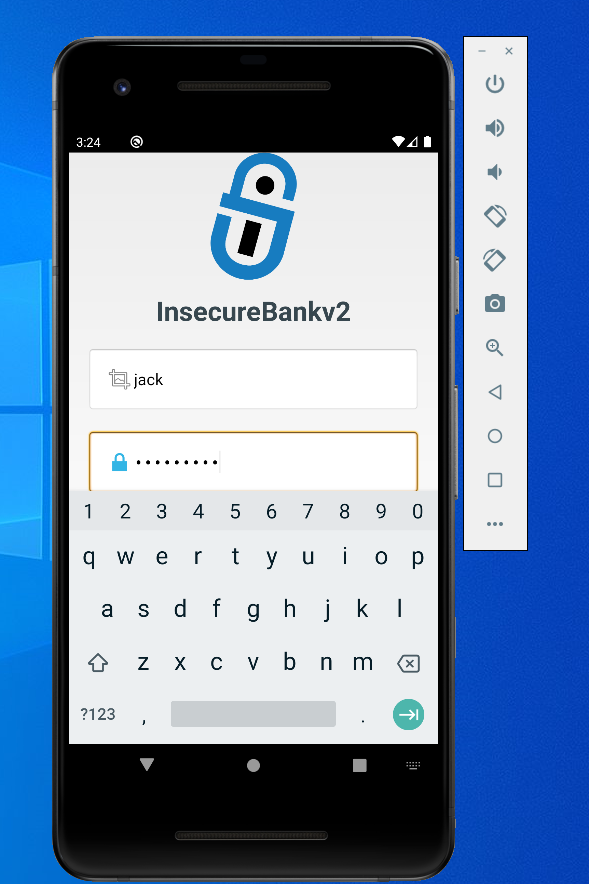 3:24
InsecureBankv2
jack
•••••••••
1 2 3 4 5 6 7 8 9 0
q w e r t y u i o p
a s d f g h j k l
z x c v b n m
?123 , .